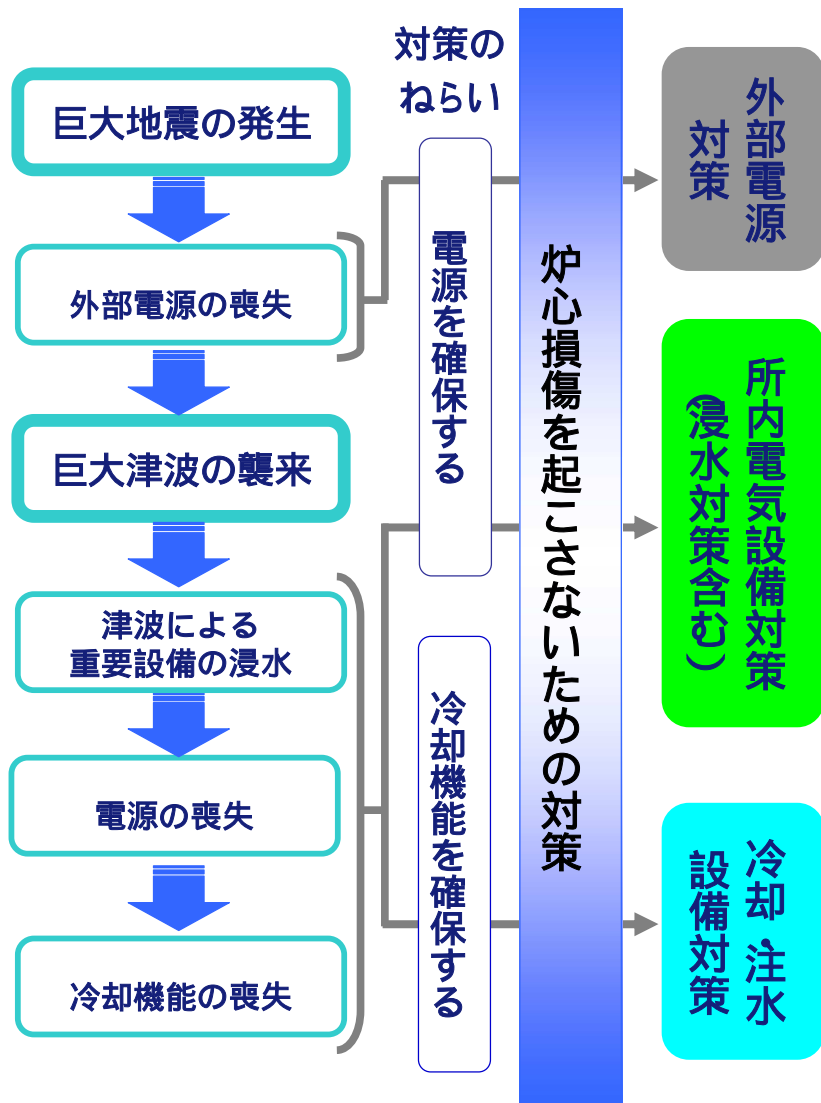 巨大地震の発生
外部電源の喪失
巨大津波の襲来
津波による
重要設備の浸水
電源の喪失
冷却機能の喪失
対策の
ねらい
電源を確保する
冷却機能を確保する
炉心損傷を起こさないための対策
外部電源
対策
所内電気設備対策
(浸水対策含む)
冷却・注水
設備対策